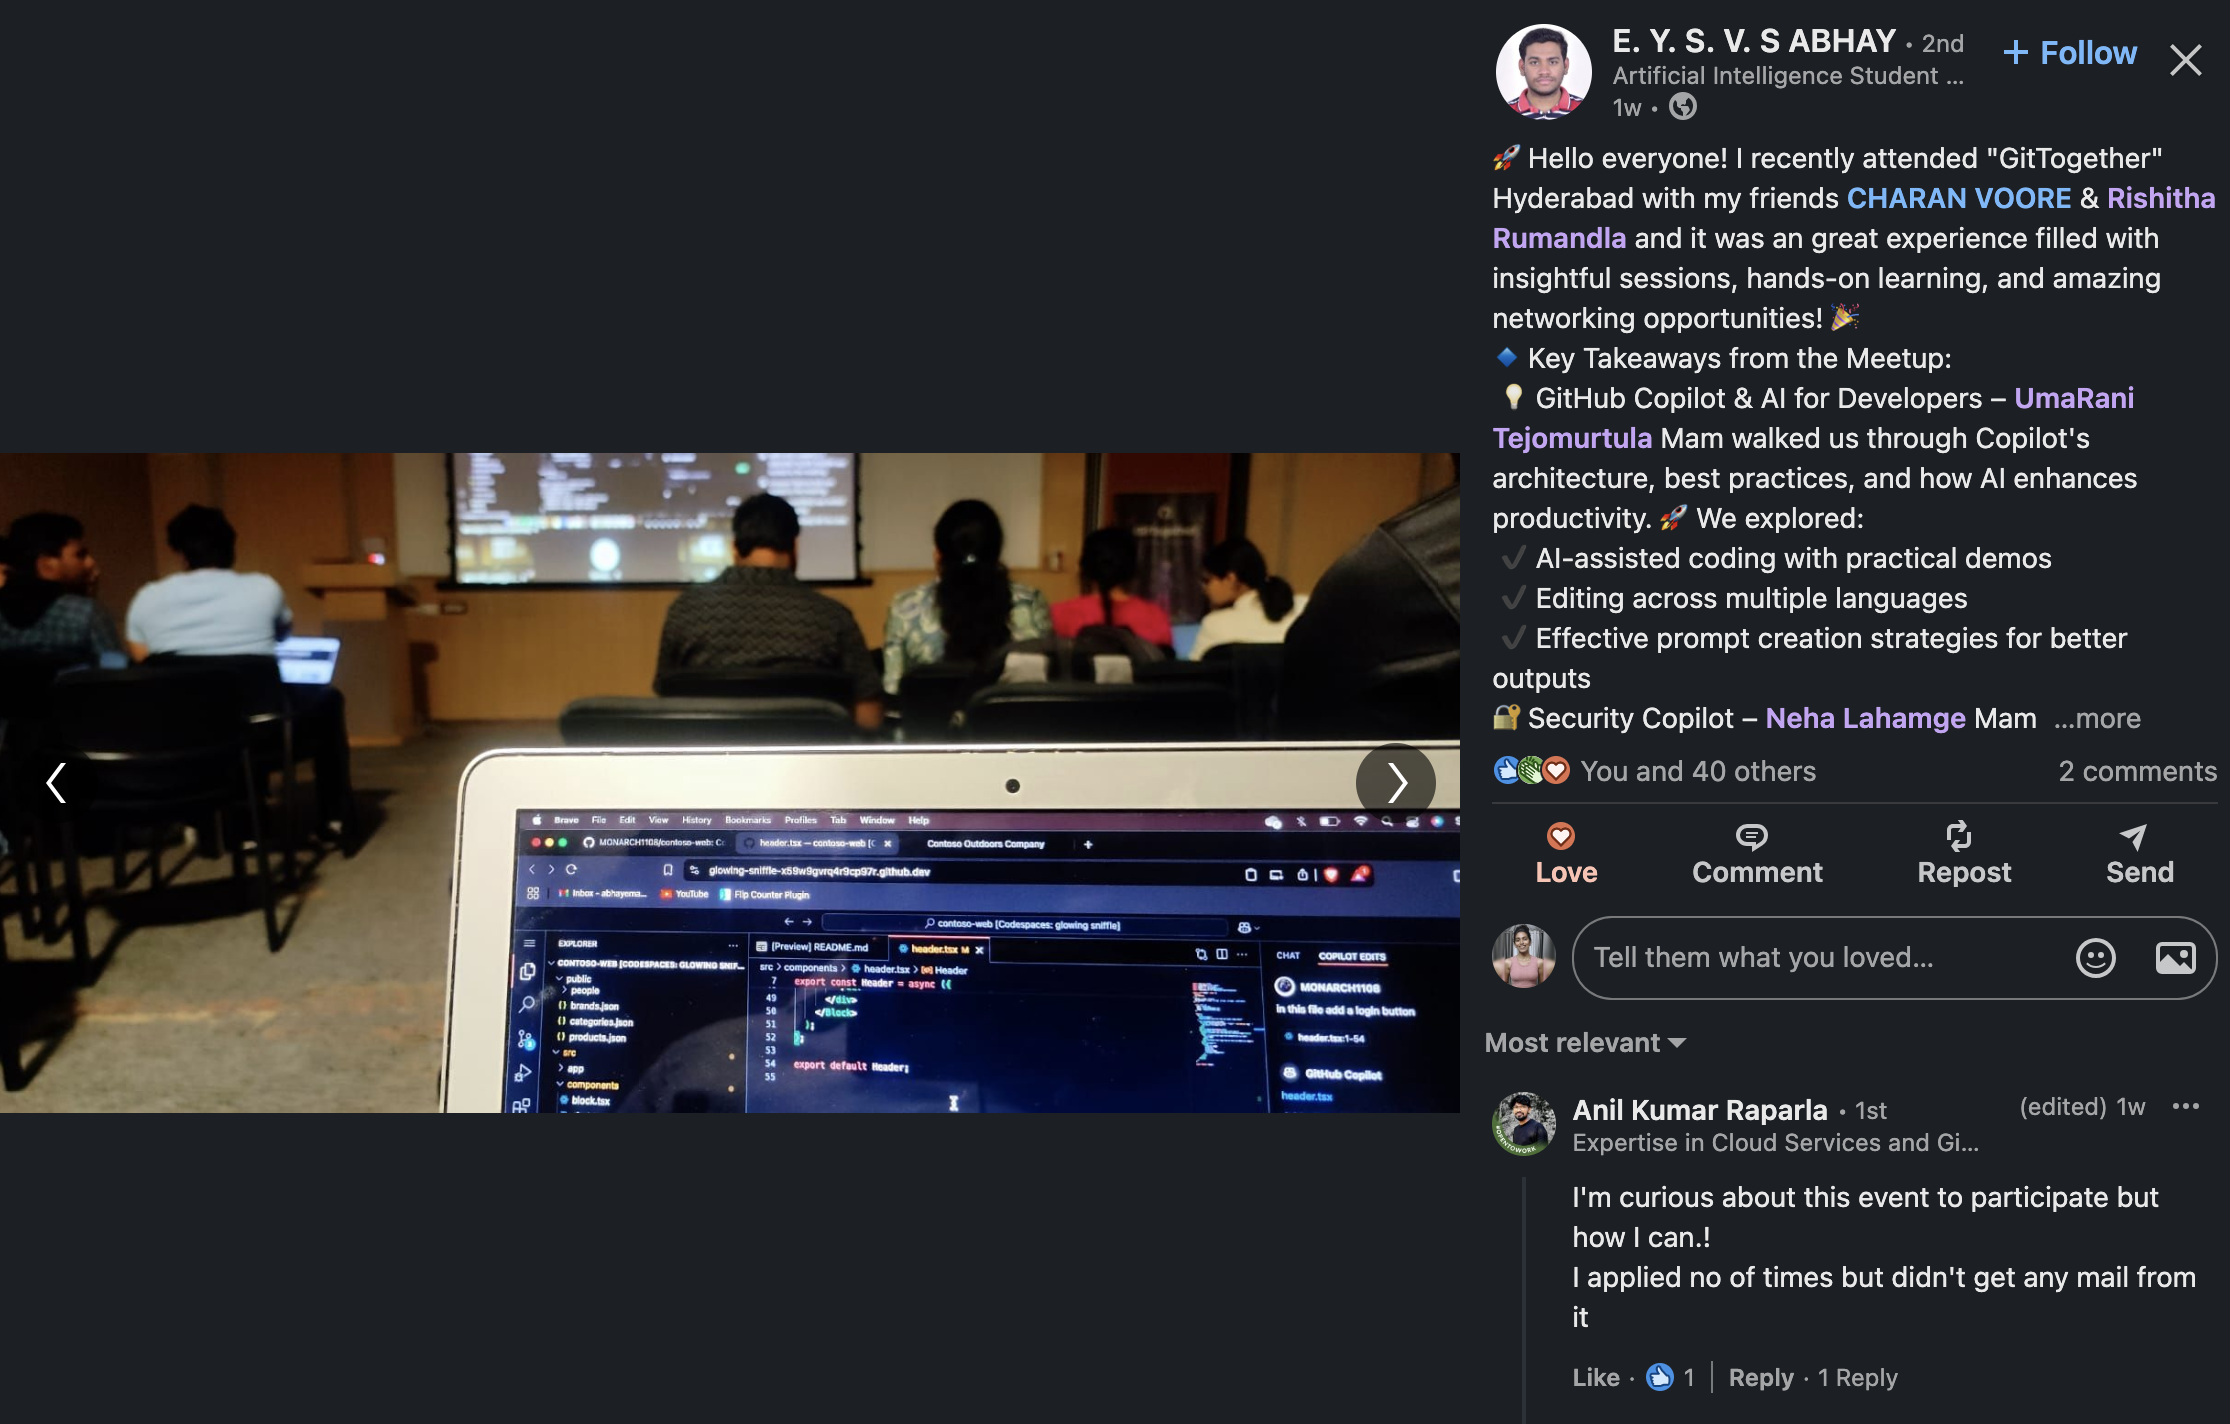 E. Y. S. V. S ABHAY · 2nd
+ Follow
Artificial Intelligence Student ...
1w ·
🚀 Hello everyone! I recently attended "GitTogether"
Hyderabad with my friends CHARAN VOORE & Rishitha
Rumandla and it was an great experience filled with
insightful sessions, hands-on learning, and amazing
networking opportunities! 🎉
🔹 Key Takeaways from the Meetup:
💡 GitHub Copilot & AI for Developers – UmaRani
Tejomurtula Mam walked us through Copilot's
architecture, best practices, and how AI enhances
productivity. 🚀 We explored:
✔ AI-assisted coding with practical demos
✔ Editing across multiple languages
✔ Effective prompt creation strategies for better
outputs
🔐 Security Copilot – Neha Lahamge Mam ...more
You and 40 others
2 comments
Love
Comment
Repost
Send
Tell them what you loved...
Most relevant
Anil Kumar Raparla · 1st
(edited) 1w
Expertise in Cloud Services and Gi...
I'm curious about this event to participate but
how I can.!
I applied no of times but didn't get any mail from
it
Like · 1 | Reply · 1 Reply
Brave File Edit View History Bookmarks Profiles Tab Window Help
MONARCH1108/contoso-web: Co
header.tsx — contoso-web [C
Contoso Outdoors Company
glowing-sniffle-x59w9gvrq4r9cp97r.github.dev
Inbox - abhayema...
YouTube
Flip Counter Plugin
contoso-web [Codespaces: glowing sniffle]
EXPLORER
[Preview] README.md
header.tsx M
CHAT
COPILOT EDITS
CONTOSO-WEB [CODESPACES: GLOWING SNIF...
src > components > header.tsx > Header
public
people
{} brands.json
{} categories.json
{} products.json
src
app
components
block.tsx
7 export const Header = async ({
49 </div>
50 </Block>
51 );
52 };
53
54 export default Header;
55
MONARCH1108
In this file add a login button
header.tsx:1-54
GitHub Copilot
header.tsx